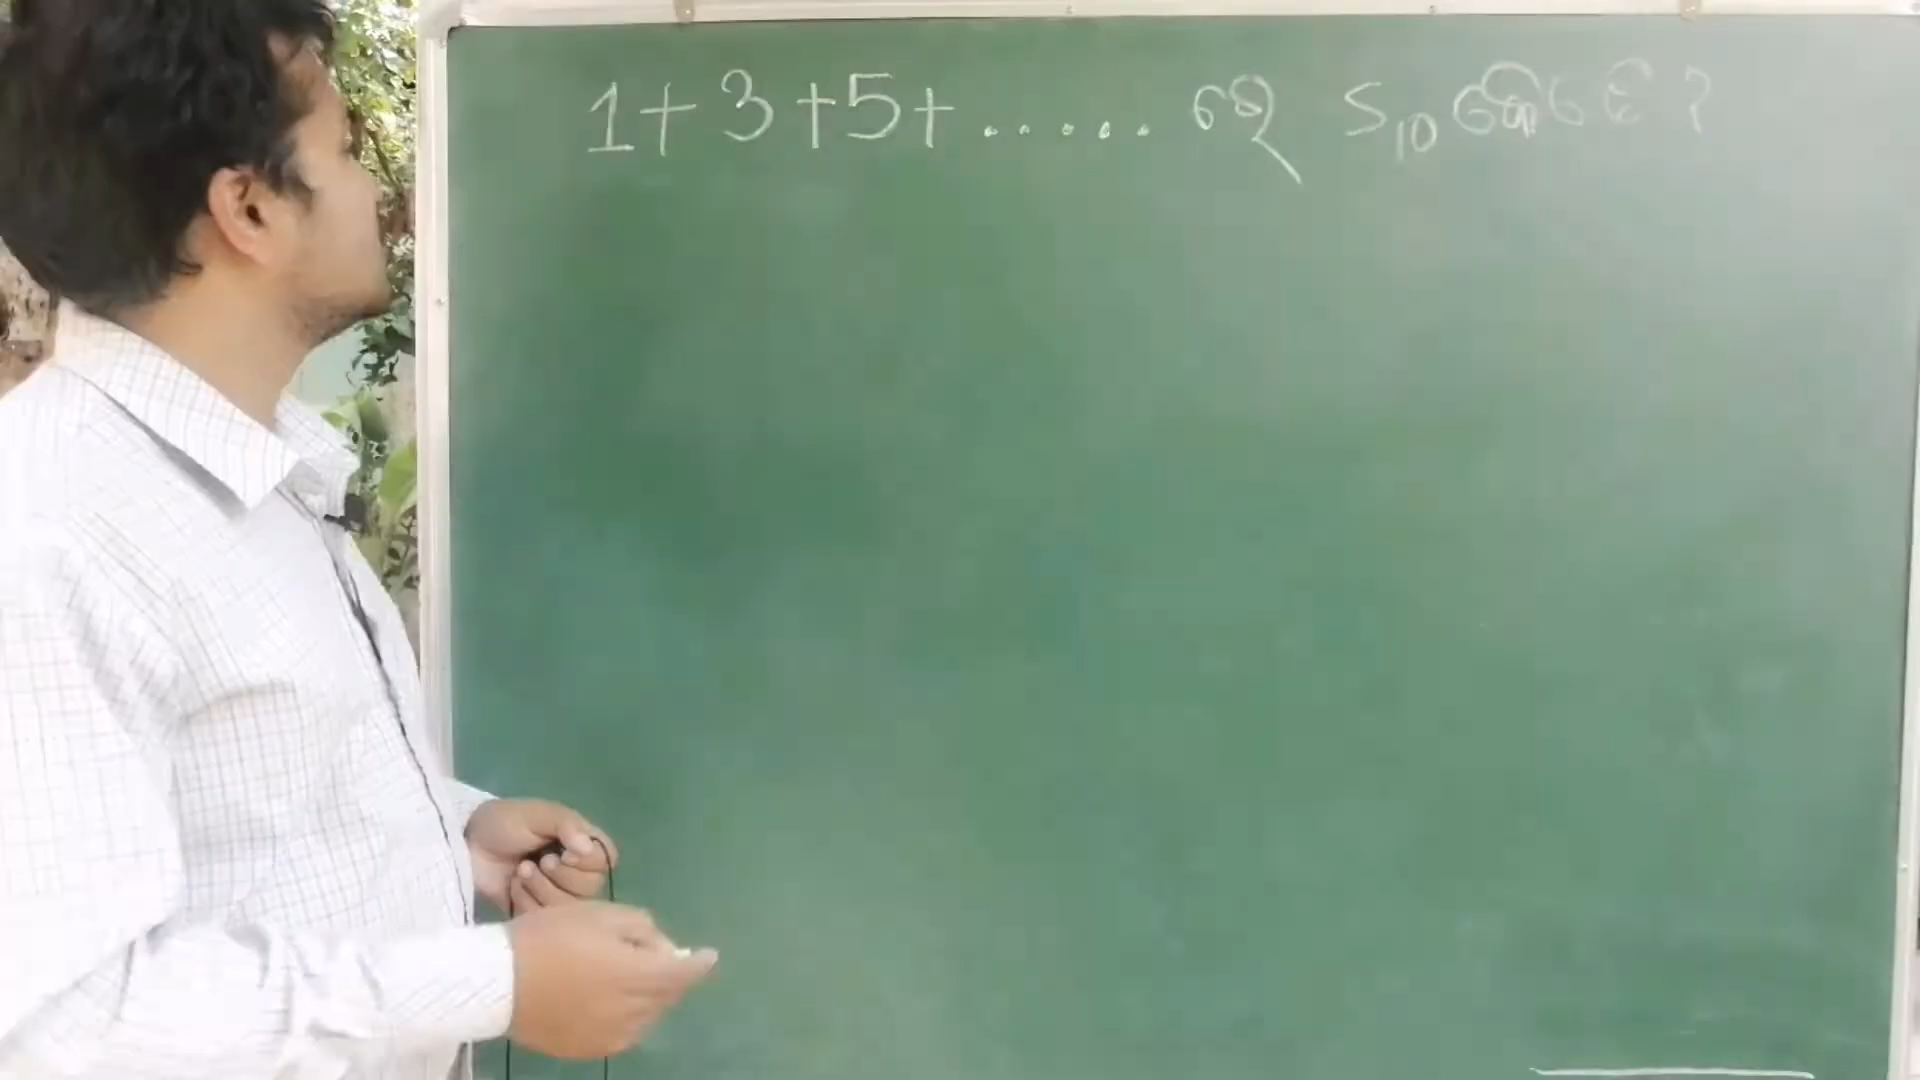 1 + 3 + 5 + ...... ରେ S₁₀ କେତେ ?